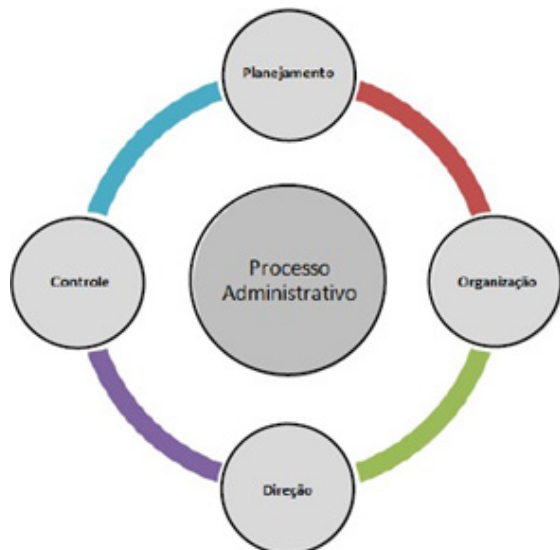 Planejamento
Processo
Administrativo
Controle
Organização
Direção